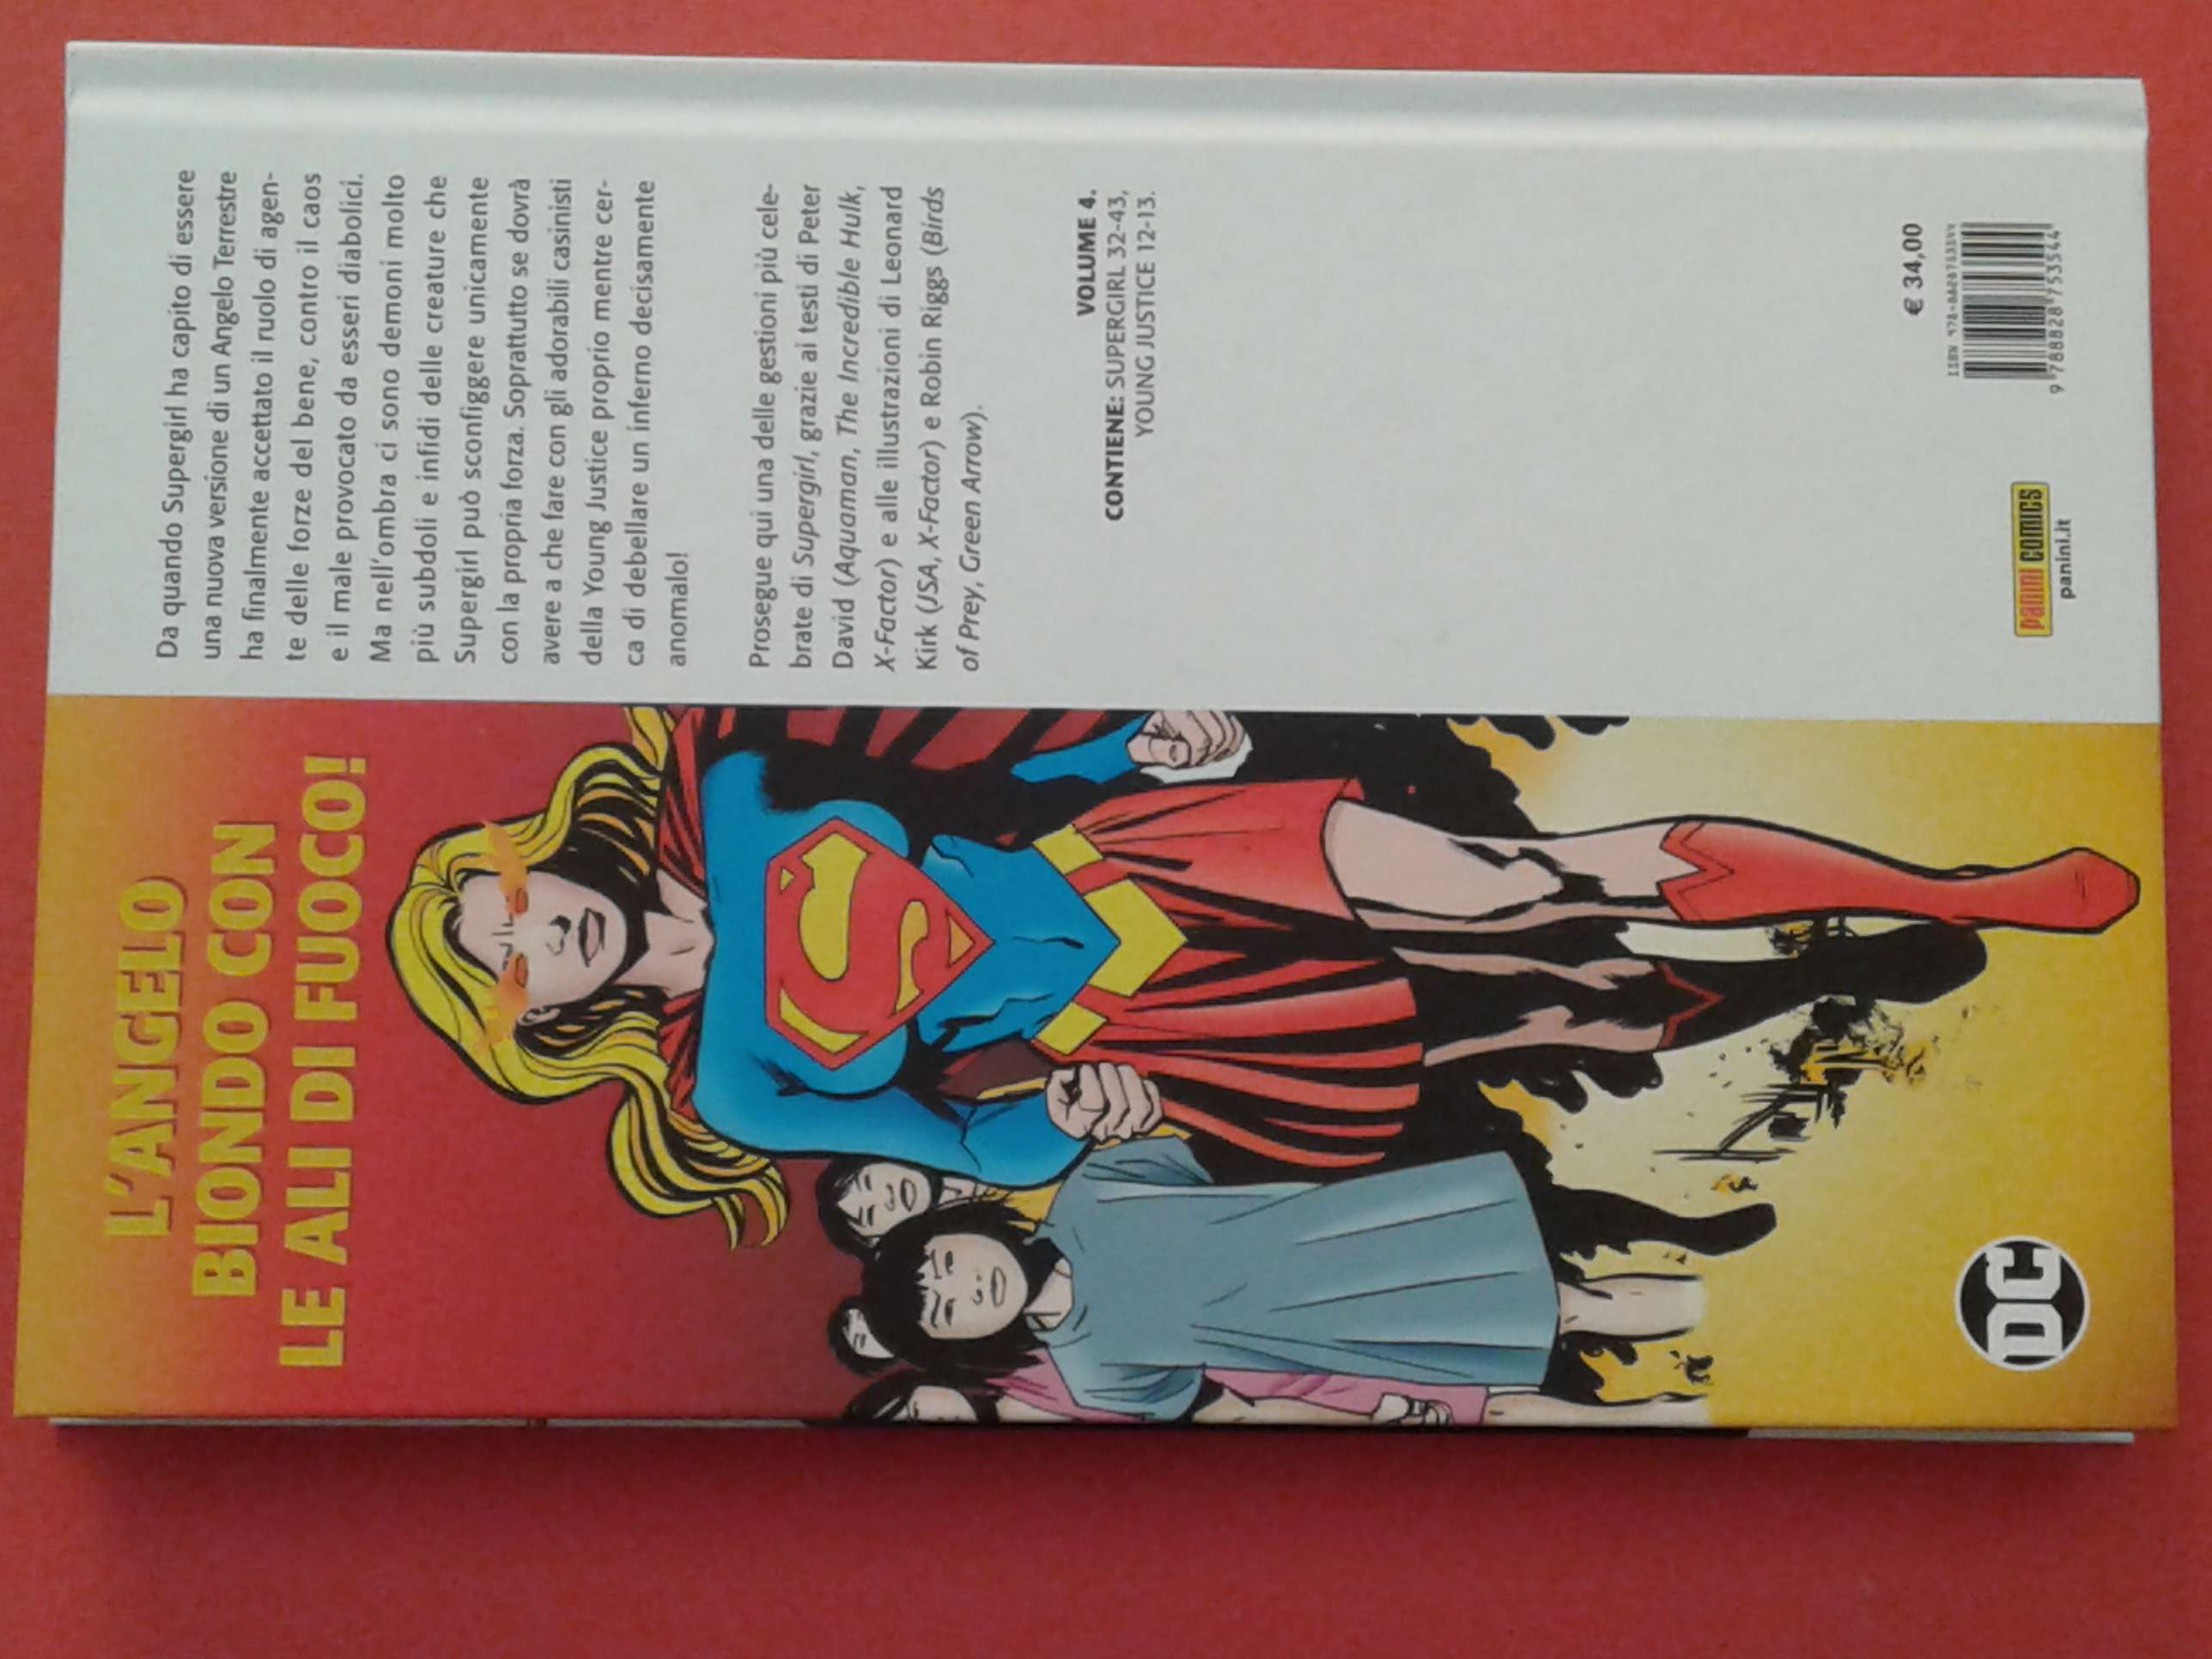 L'ANGELO
BIONDO CON
LE ALI DI FUOCO!
Da quando Supergirl ha capito di essere
una nuova versione di un Angelo Terrestre
ha finalmente accettato il ruolo di agen-
te delle forze del bene, contro il caos
e il male provocato da esseri diabolici.
Ma nell'ombra ci sono demoni molto
più subdoli e infidi delle creature che
Supergirl può sconfiggere unicamente
con la propria forza. Soprattutto se dovrà
avere a che fare con gli adorabili casinisti
della Young Justice proprio mentre cer-
ca di debellare un inferno decisamente
anomalo!
Prosegue qui una delle gestioni più cele-
brate di Supergirl, grazie ai testi di Peter
David (Aquaman, The Incredible Hulk,
X-Factor) e alle illustrazioni di Leonard
Kirk (JSA, X-Factor) e Robin Riggs (Birds
of Prey, Green Arrow).
VOLUME 4.
CONTIENE: SUPERGIRL 32-43,
YOUNG JUSTICE 12-13.
€ 34,00
ISBN
9 788828 753544
PANINI COMICS
panini.it
DC